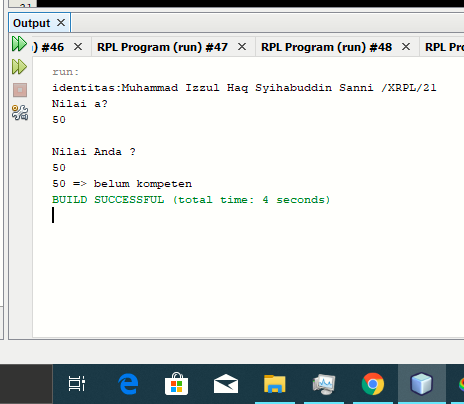 Output
) #46
RPL Program (run) #47
RPL Program (run) #48
RPL Pro
run:
identitas:Muhammad Izzul Haq Syihabuddin Sanni /XRPL/21
Nilai a?
50
Nilai Anda ?
50
50 => belum kompeten
BUILD SUCCESSFUL (total time: 4 seconds)